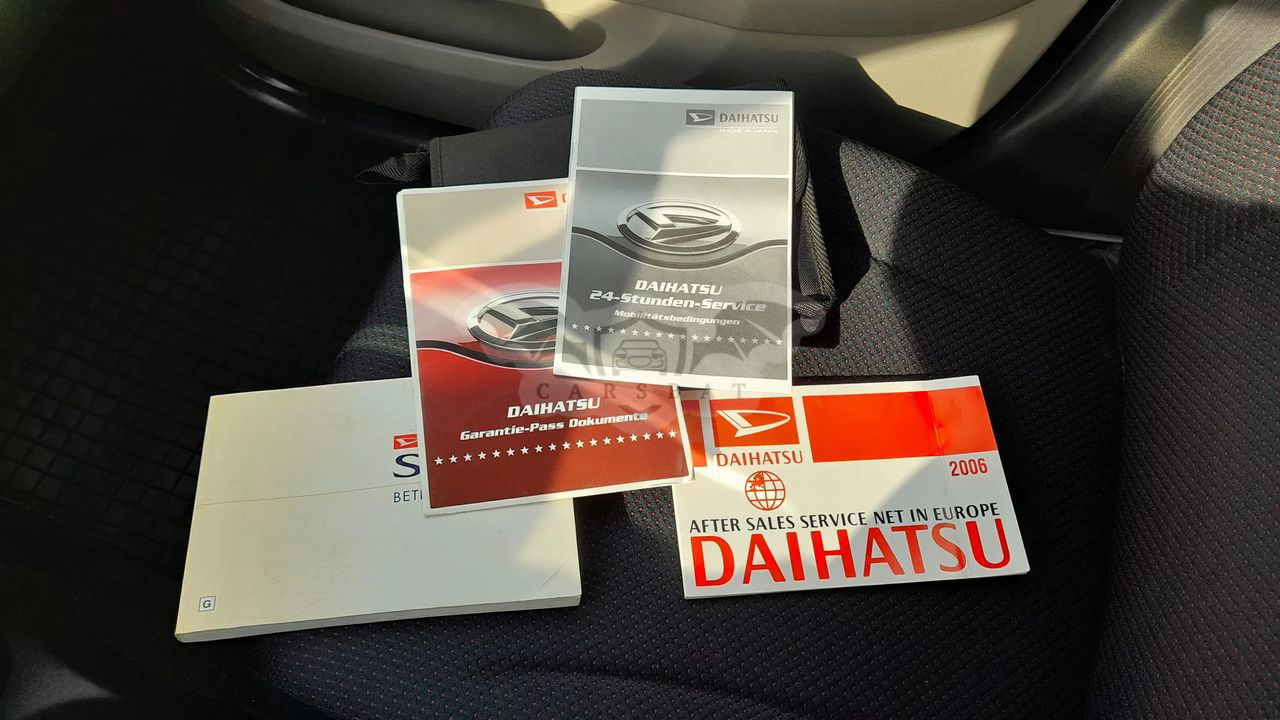 DAIHATSU
MADE IN JAPAN
DAIHATSU
24-Stunden-Service
Mobilitätsbedingungen
DAIHATSU
Garantie-Pass Dokumente
CARSBAT
DAIHATSU
2006
AFTER SALES SERVICE NET IN EUROPE
DAIHATSU
G